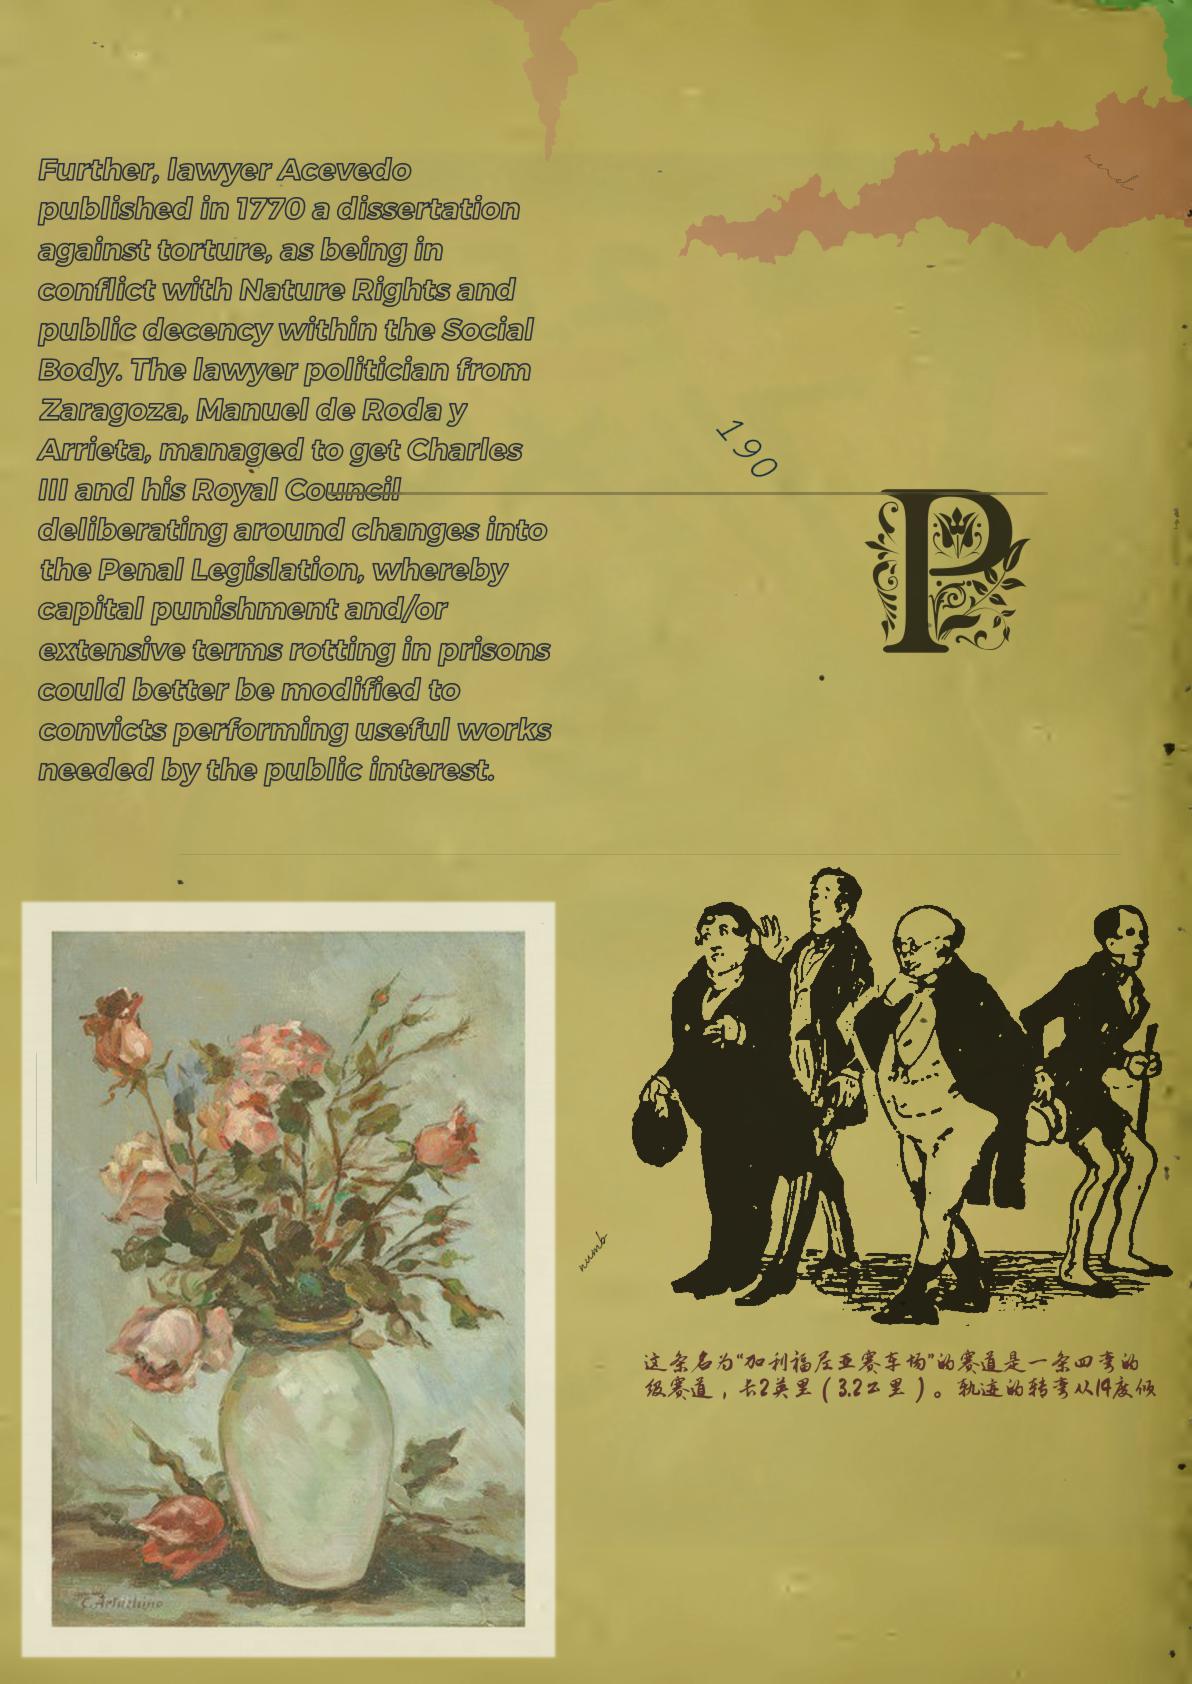 and
Further, lawyer Acevedo
published in 1770 a dissertation
against torture, as being in
conflict with Nature Rights and
public decency within the Social
Body. The lawyer politician from
Zaragoza, Manuel de Roda y
Arrieta, managed to get Charles
III and his Royal Council
deliberating around changes into
the Penal Legislation, whereby
capital punishment and/or
extensive terms rotting in prisons
could better be modified to
convicts performing useful works
needed by the public interest.
190
P
numb
这条名为“加利福尼亚赛车场”的赛道是一条四弯的
级赛道，长2英里（3.2公里）。轨迹的转弯从14度倾